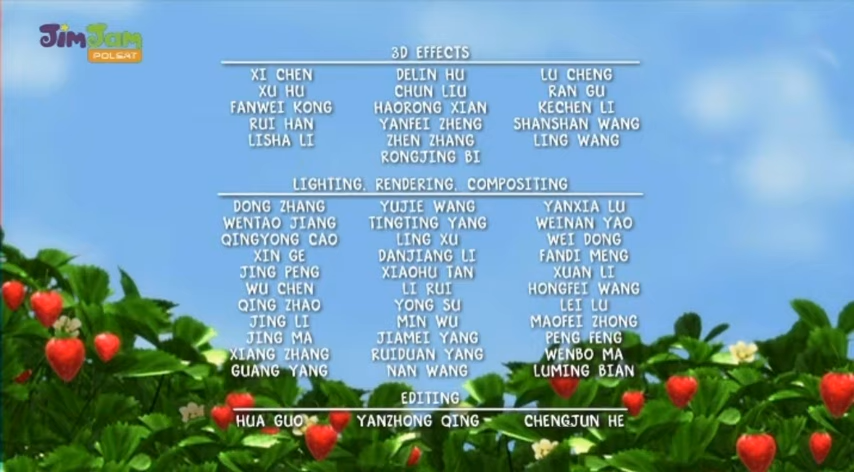 JimJam
POLSAT
3D EFFECTS
XI CHEN DELIN HU LU CHENG
XU HU CHUN LIU RAN GU
FANWEI KONG HAORONG XIAN KECHEN LI
RUI HAN YANFEI ZHENG SHANSHAN WANG
LISHA LI ZHEN ZHANG LING WANG
RONGJING BI
LIGHTING, RENDERING, COMPOSITING
DONG ZHANG YUJIE WANG YANXIA LU
WENTAO JIANG TINGTING YANG WEINAN YAO
QINGYONG CAO LING XU WEI DONG
XIN GE DANJIANG LI FANDI MENG
JING PENG XIAOHU TAN XUAN LI
WU CHEN LI RUI HONGFEI WANG
QING ZHAO YONG SU LEI LU
JING LI MIN WU MAOFEI ZHONG
JING MA JIAMEI YANG PENG FENG
XIANG ZHANG RUIDUAN YANG WENBO MA
GUANG YANG NAN WANG LUMING BIAN
EDITING
HUA GUO YANZHONG QING CHENGJUN HE